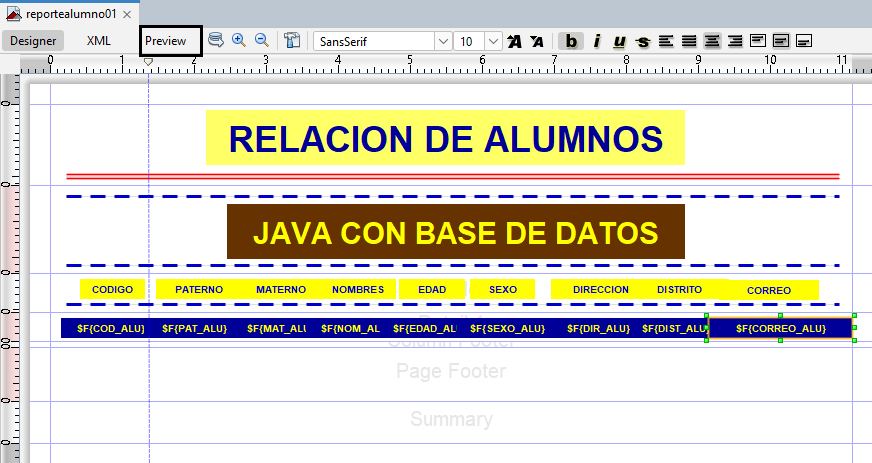 reportealumno01
Designer XML Preview SansSerif 10 A A b i u s
0 1 2 3 4 5 6 7 8 9 10 11
RELACION DE ALUMNOS
JAVA CON BASE DE DATOS
CODIGO PATERNO MATERNO NOMBRES EDAD SEXO DIRECCION DISTRITO CORREO
$F{COD_ALU} $F{PAT_ALU} $F{MAT_ALU $F{NOM_AL $F{EDAD_ALU $F{SEXO_ALU} $F{DIR_ALU} $F{DIST_ALU $F{CORREO_ALU}
Column Footer
Page Footer
Summary